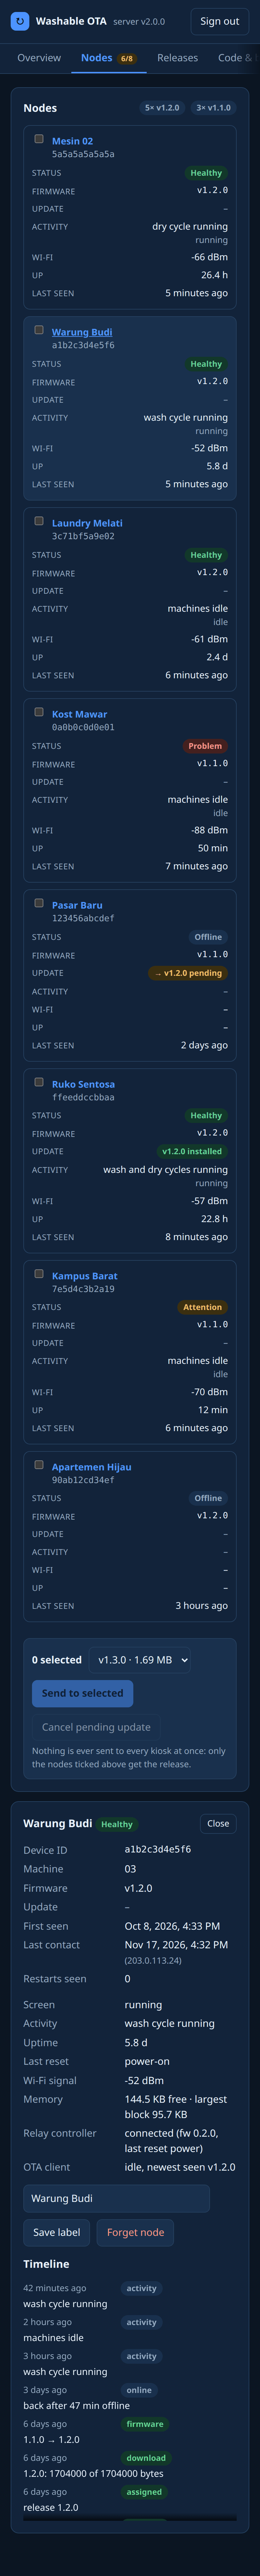 Washable OTA server v2.0.0 Sign out
Overview Nodes 6/8 Releases Code &
Nodes 5× v1.2.0 3× v1.1.0
Mesin 02
5a5a5a5a5a5a
STATUS Healthy
FIRMWARE v1.2.0
UPDATE –
ACTIVITY dry cycle running
running
WI-FI -66 dBm
UP 26.4 h
LAST SEEN 5 minutes ago
Warung Budi
a1b2c3d4e5f6
STATUS Healthy
FIRMWARE v1.2.0
UPDATE –
ACTIVITY wash cycle running
running
WI-FI -52 dBm
UP 5.8 d
LAST SEEN 5 minutes ago
Laundry Melati
3c71bf5a9e02
STATUS Healthy
FIRMWARE v1.2.0
UPDATE –
ACTIVITY machines idle
idle
WI-FI -61 dBm
UP 2.4 d
LAST SEEN 6 minutes ago
Kost Mawar
0a0b0c0d0e01
STATUS Problem
FIRMWARE v1.1.0
UPDATE –
ACTIVITY machines idle
idle
WI-FI -88 dBm
UP 50 min
LAST SEEN 7 minutes ago
Pasar Baru
123456abcdef
STATUS Offline
FIRMWARE v1.1.0
UPDATE → v1.2.0 pending
ACTIVITY –
WI-FI –
UP –
LAST SEEN 2 days ago
Ruko Sentosa
ffeeddccbbaa
STATUS Healthy
FIRMWARE v1.2.0
UPDATE v1.2.0 installed
ACTIVITY wash and dry cycles running
running
WI-FI -57 dBm
UP 22.8 h
LAST SEEN 8 minutes ago
Kampus Barat
7e5d4c3b2a19
STATUS Attention
FIRMWARE v1.1.0
UPDATE –
ACTIVITY machines idle
idle
WI-FI -70 dBm
UP 12 min
LAST SEEN 6 minutes ago
Apartemen Hijau
90ab12cd34ef
STATUS Offline
FIRMWARE v1.2.0
UPDATE –
ACTIVITY –
WI-FI –
UP –
LAST SEEN 3 hours ago
0 selected v1.3.0 · 1.69 MB
Send to selected
Cancel pending update
Nothing is ever sent to every kiosk at once: only
the nodes ticked above get the release.
Warung Budi Healthy Close
Device ID a1b2c3d4e5f6
Machine 03
Firmware v1.2.0
Update –
First seen Oct 8, 2026, 4:33 PM
Last contact Nov 17, 2026, 4:32 PM
(203.0.113.24)
Restarts seen 0
Screen running
Activity wash cycle running
Uptime 5.8 d
Last reset power-on
Wi-Fi signal -52 dBm
Memory 144.5 KB free · largest
block 95.7 KB
Relay controller connected (fw 0.2.0,
last reset power)
OTA client idle, newest seen v1.2.0
Warung Budi
Save label Forget node
Timeline
42 minutes ago activity
wash cycle running
2 hours ago activity
machines idle
3 hours ago activity
wash cycle running
3 days ago online
back after 47 min offline
6 days ago firmware
1.1.0 → 1.2.0
6 days ago download
1.2.0: 1704000 of 1704000 bytes
6 days ago assigned
release 1.2.0